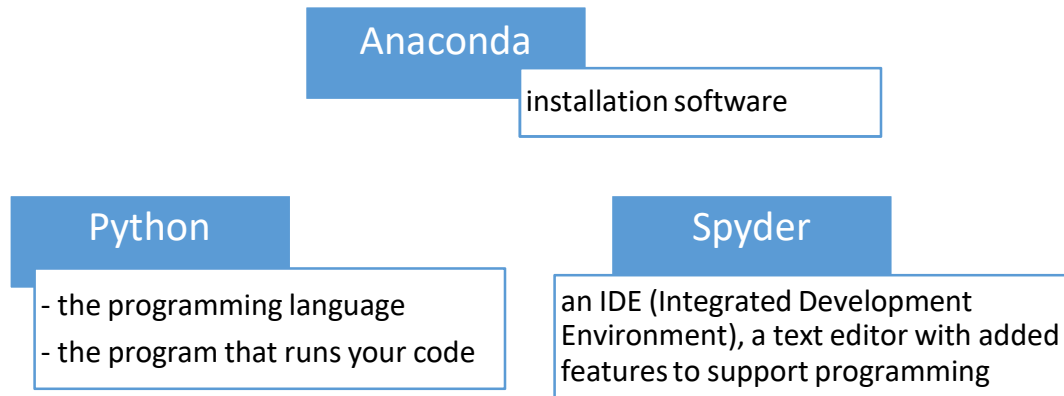 Anaconda
installation software
Python
- the programming language
- the program that runs your code
Spyder
an IDE (Integrated Development
Environment), a text editor with added
features to support programming